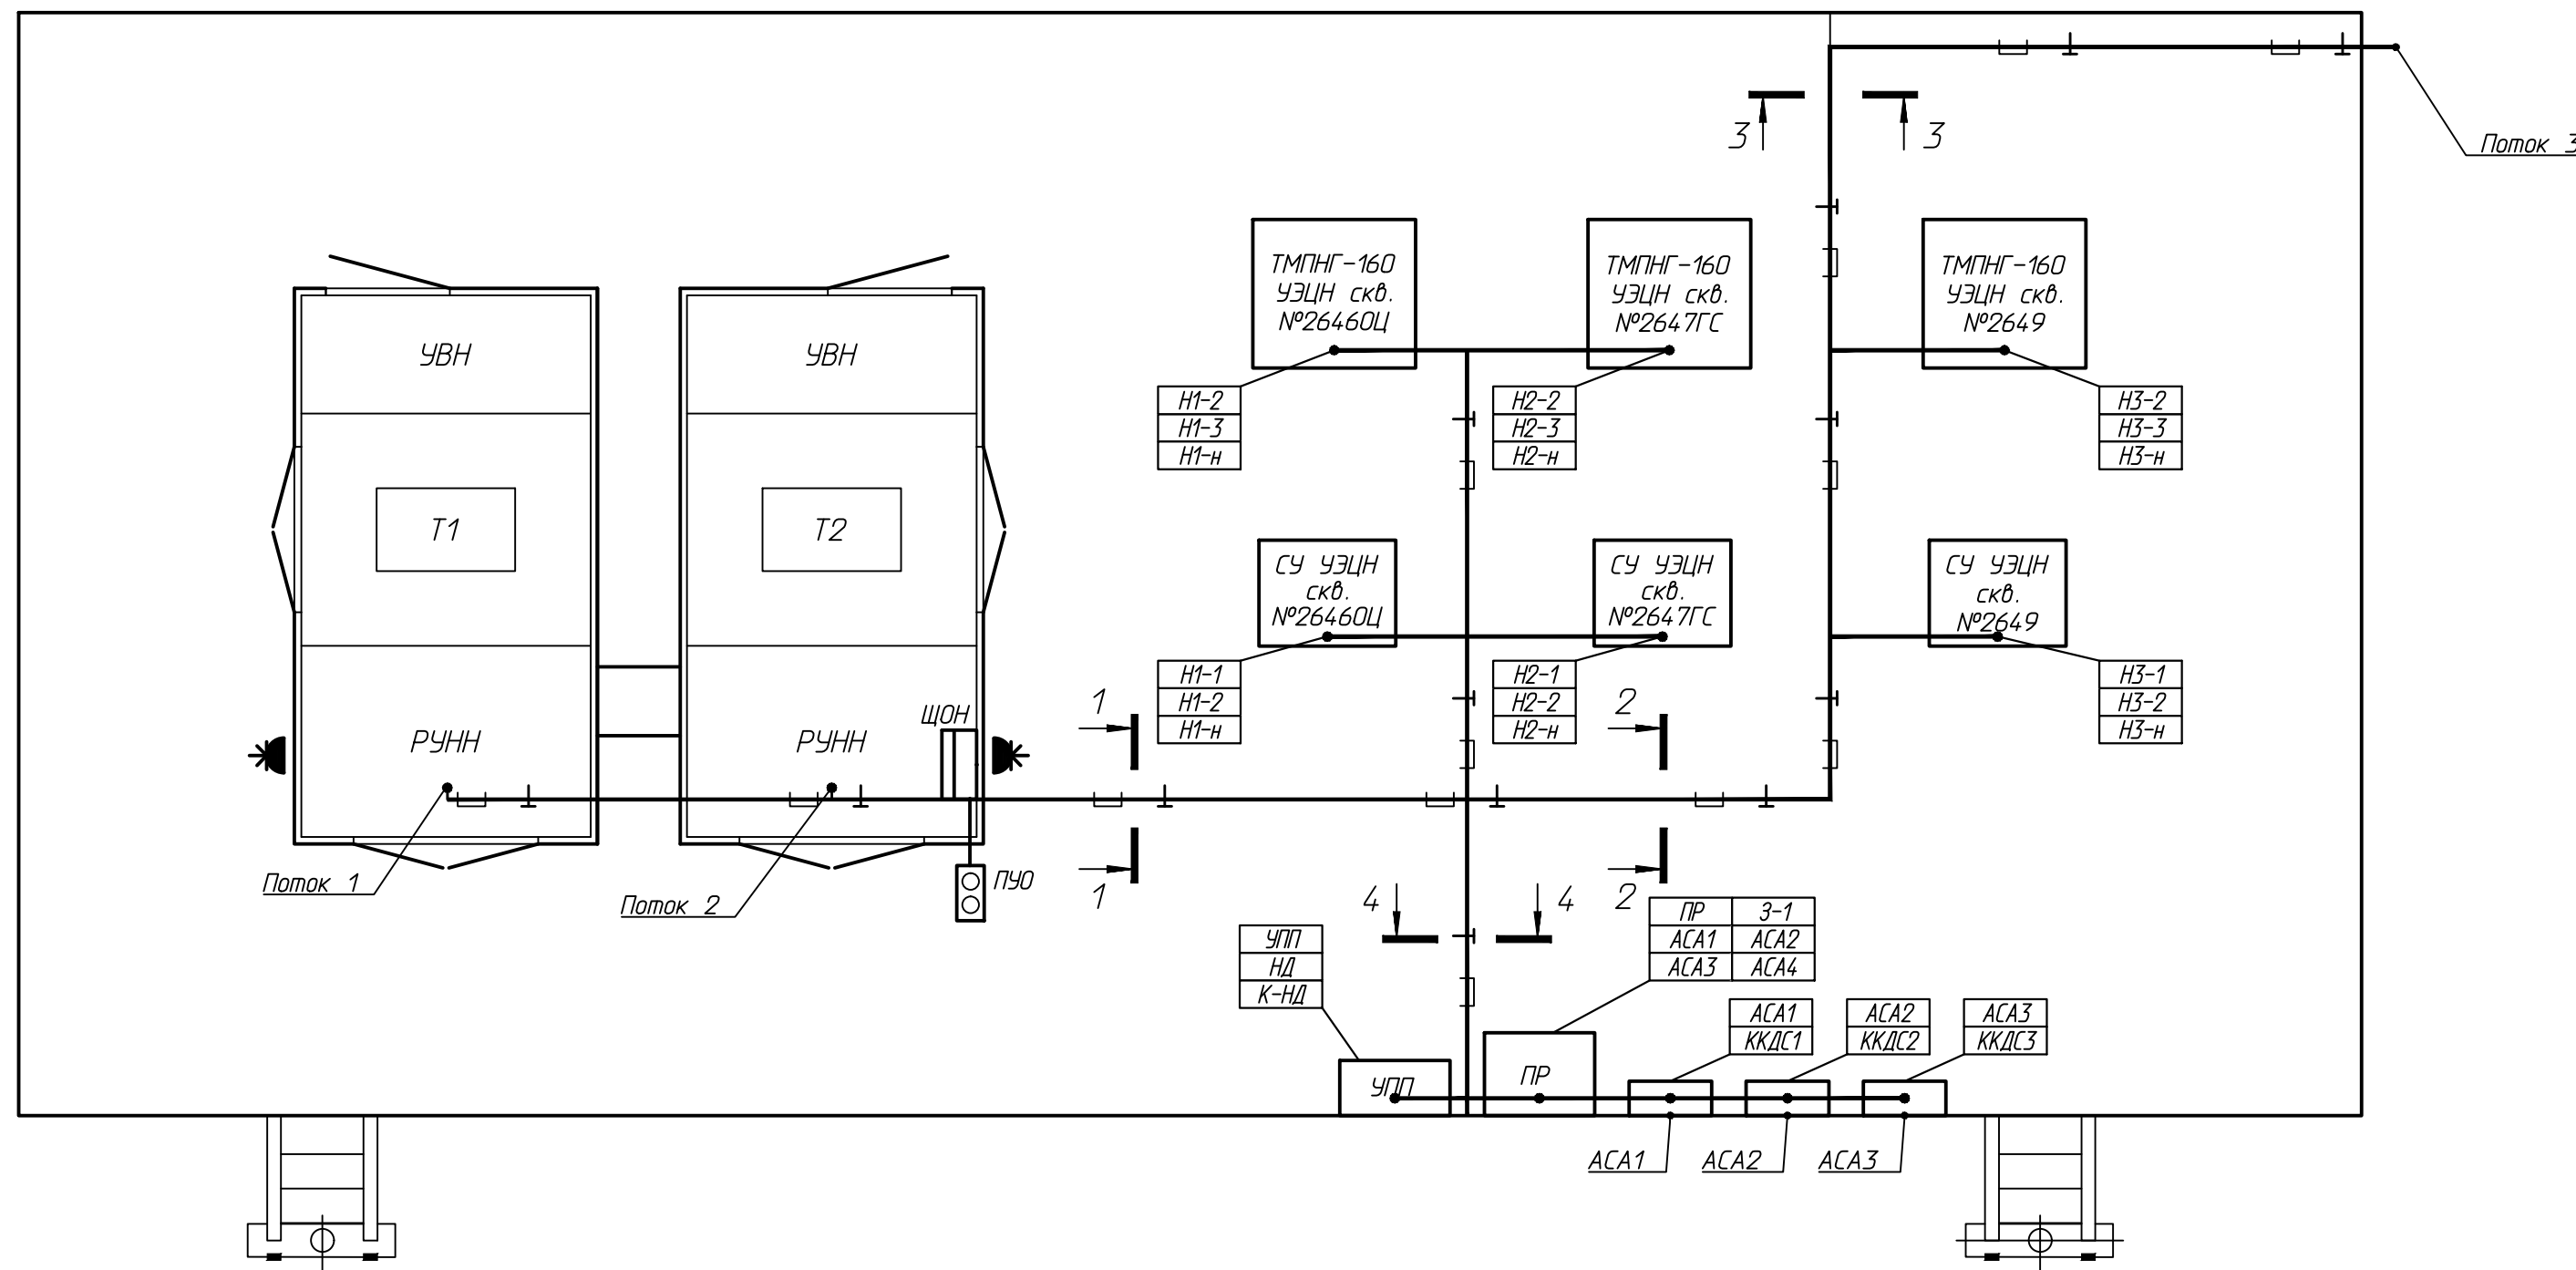 Поток 3
3
3
ТМПНГ-160
УЭЦН скв.
№2646ОЦ
ТМПНГ-160
УЭЦН скв.
№2647ГС
ТМПНГ-160
УЭЦН скв.
№2649
УВН
УВН
Н1-2
Н1-3
Н1-н
Н2-2
Н2-3
Н2-н
Н3-2
Н3-3
Н3-н
Т1
Т2
СУ УЭЦН
скв.
№2646ОЦ
СУ УЭЦН
скв.
№2647ГС
СУ УЭЦН
скв.
№2649
Н1-1
Н1-2
Н1-н
Н2-1
Н2-2
Н2-н
Н3-1
Н3-2
Н3-н
1
2
ЩОН
РУНН
РУНН
Поток 1
Поток 2
ПУО
1
4
4
2
УПП
НД
К-НД
ПР З-1
АСА1 АСА2
АСА3 АСА4
АСА1
ККДС1
АСА2
ККДС2
АСА3
ККДС3
УПП
ПР
АСА1
АСА2
АСА3